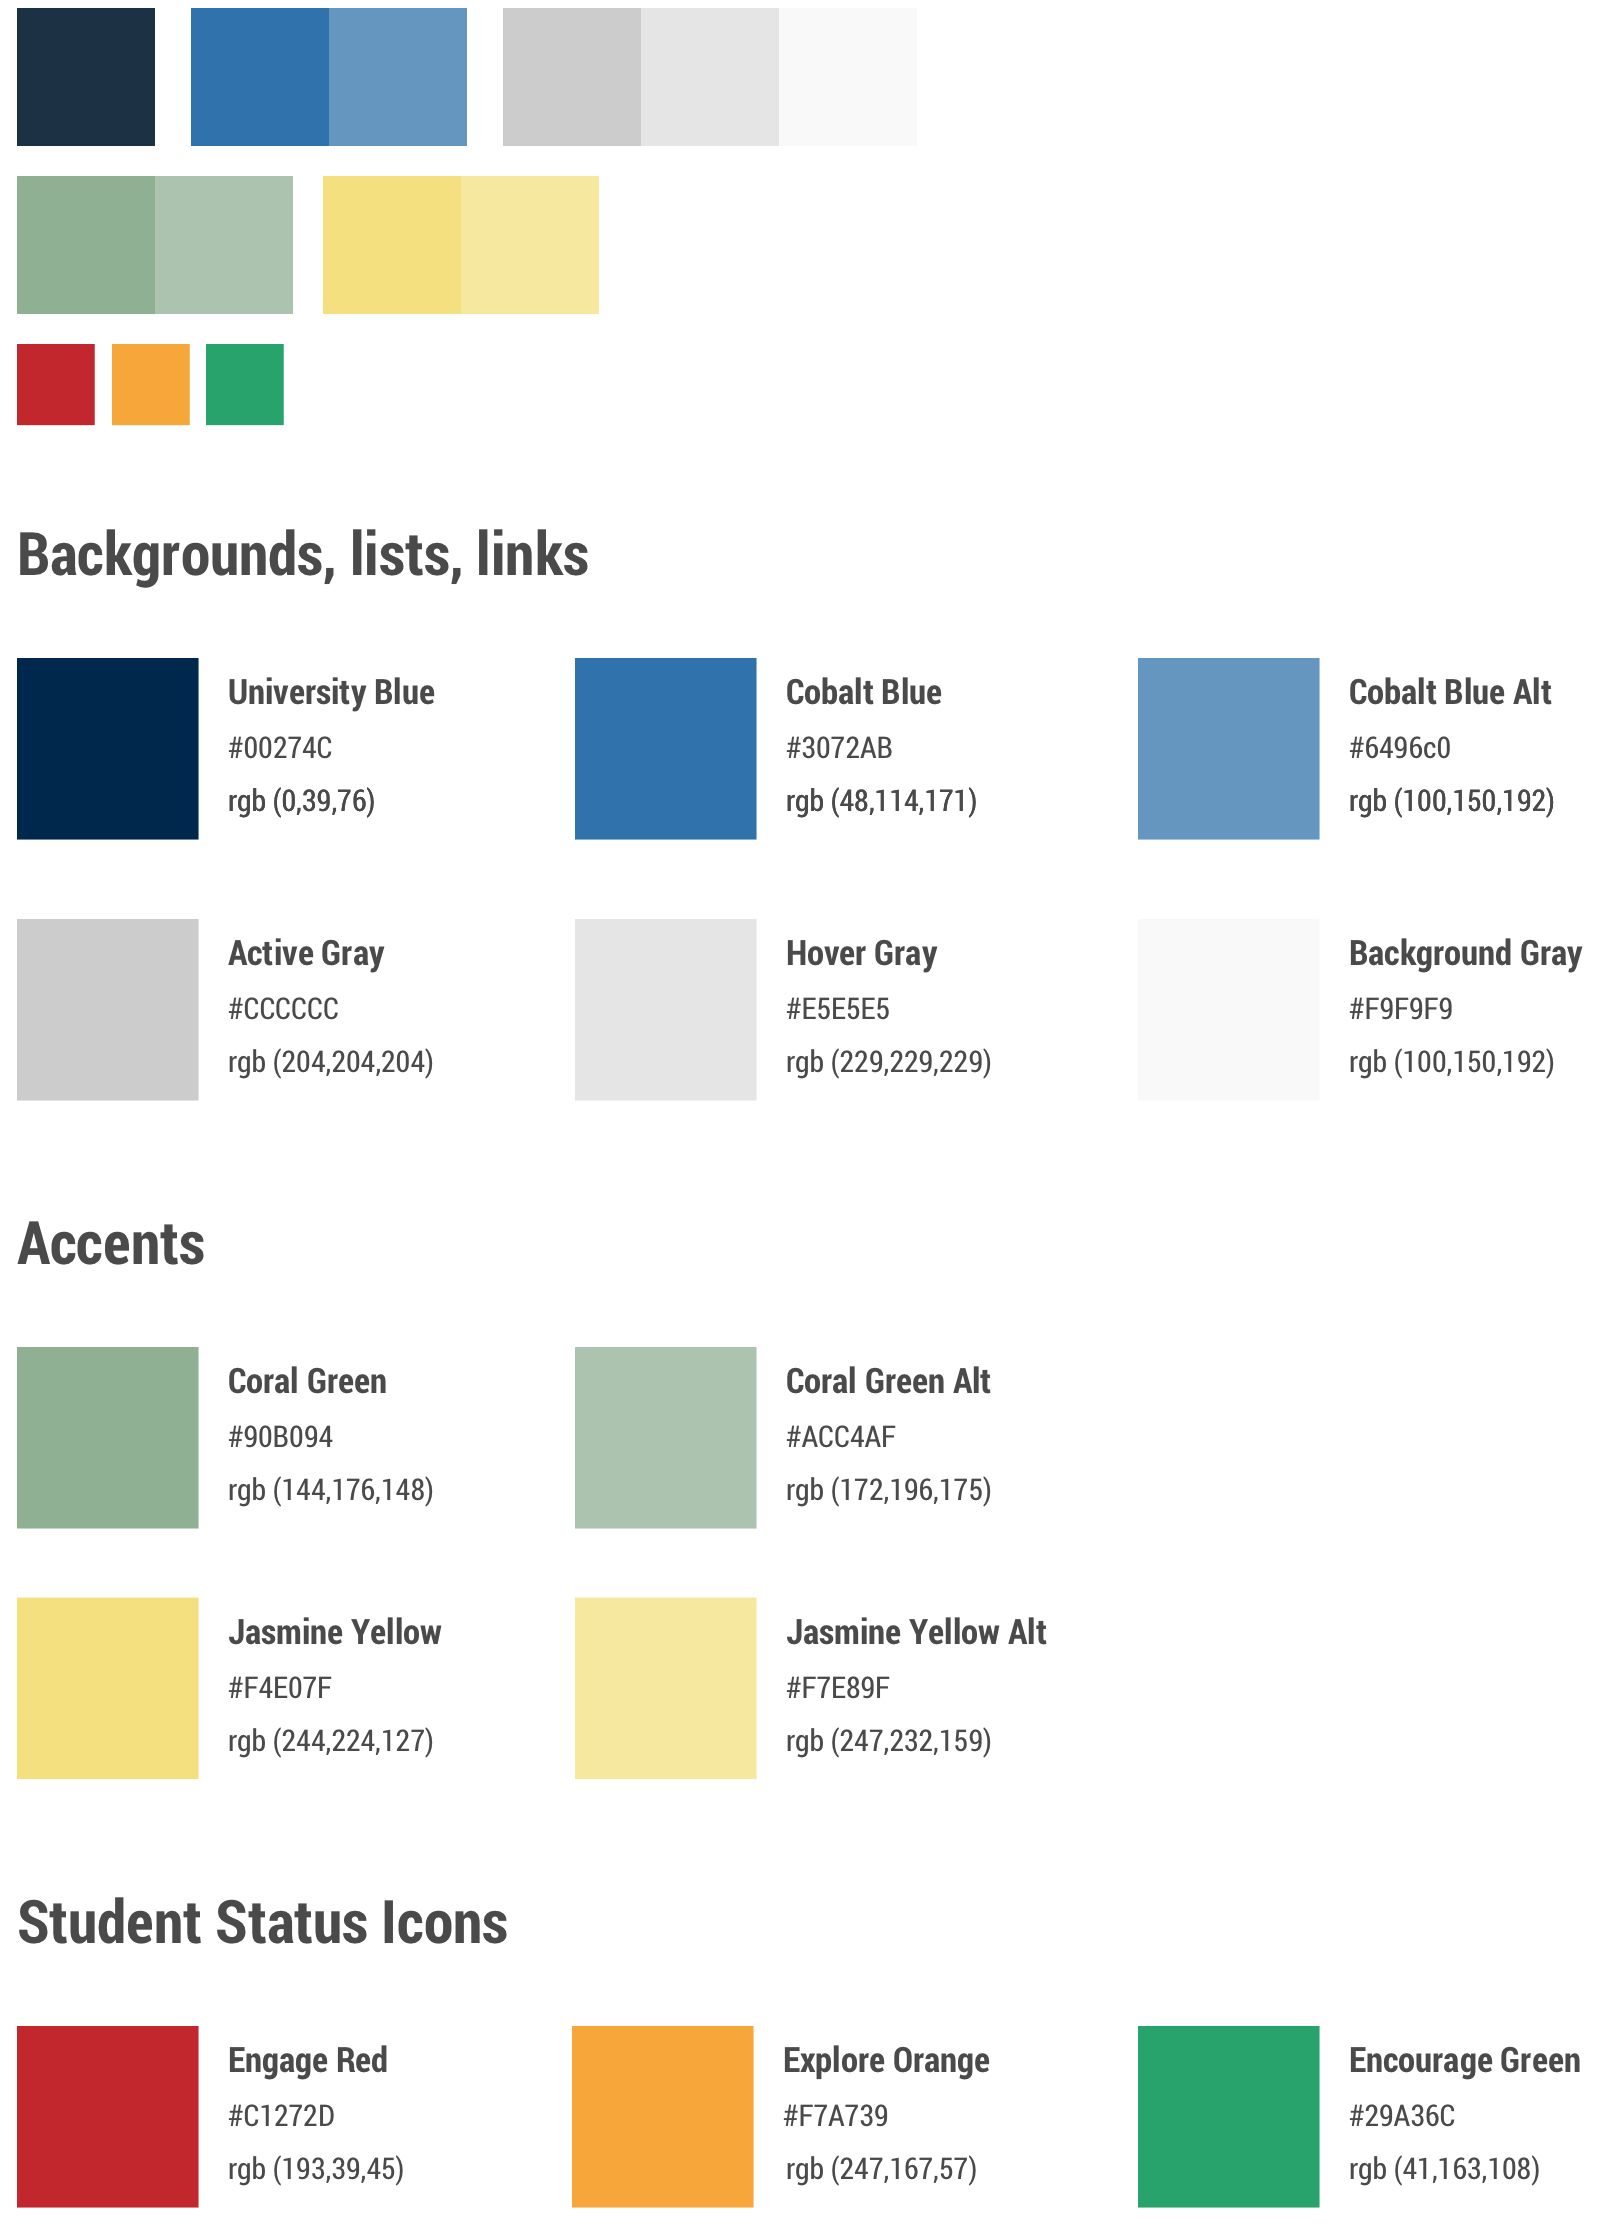 Backgrounds, lists, links
University Blue
#00274C
rgb (0,39,76)
Cobalt Blue
#3072AB
rgb (48,114,171)
Cobalt Blue Alt
#6496c0
rgb (100,150,192)
Active Gray
#CCCCCC
rgb (204,204,204)
Hover Gray
#E5E5E5
rgb (229,229,229)
Background Gray
#F9F9F9
rgb (100,150,192)
Accents
Coral Green
#90B094
rgb (144,176,148)
Coral Green Alt
#ACC4AF
rgb (172,196,175)
Jasmine Yellow
#F4E07F
rgb (244,224,127)
Jasmine Yellow Alt
#F7E89F
rgb (247,232,159)
Student Status Icons
Engage Red
#C1272D
rgb (193,39,45)
Explore Orange
#F7A739
rgb (247,167,57)
Encourage Green
#29A36C
rgb (41,163,108)